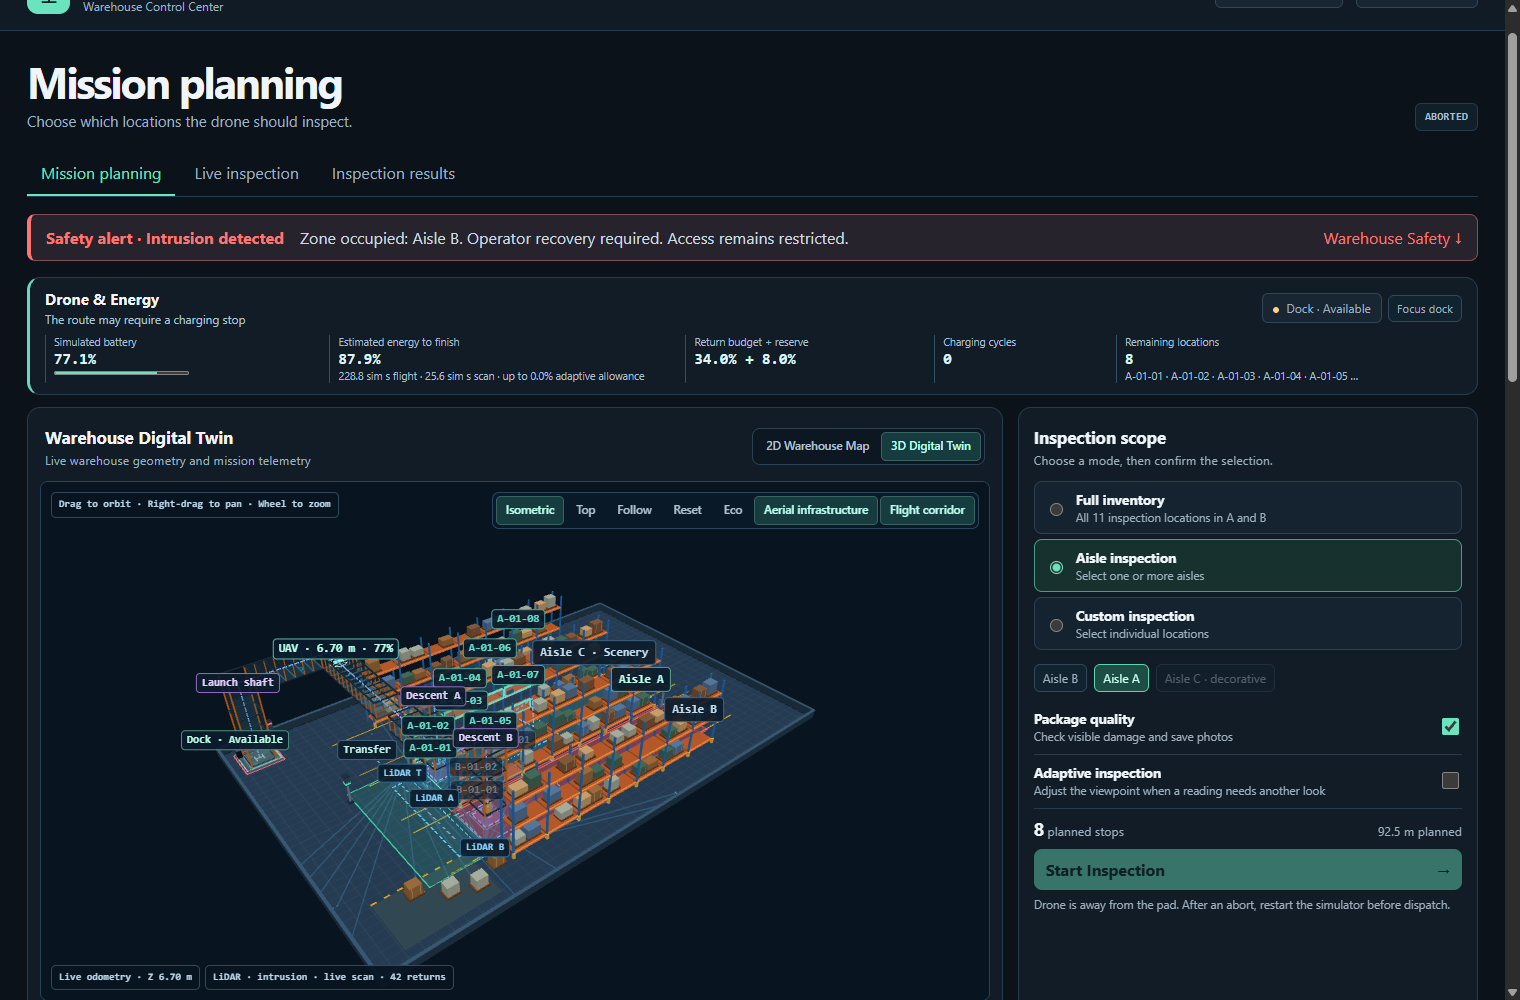 Warehouse Control Center
Mission planning
Choose which locations the drone should inspect.
ABORTED
Mission planning
Live inspection
Inspection results
Safety alert · Intrusion detected
Zone occupied: Aisle B. Operator recovery required. Access remains restricted.
Warehouse Safety ↓
Drone & Energy
The route may require a charging stop
Dock · Available
Focus dock
Simulated battery
77.1%
Estimated energy to finish
87.9%
228.8 sim s flight · 25.6 sim s scan · up to 0.0% adaptive allowance
Return budget + reserve
34.0% + 8.0%
Charging cycles
0
Remaining locations
8
A-01-01 · A-01-02 · A-01-03 · A-01-04 · A-01-05 ...
Warehouse Digital Twin
Live warehouse geometry and mission telemetry
2D Warehouse Map
3D Digital Twin
Drag to orbit · Right-drag to pan · Wheel to zoom
Isometric
Top
Follow
Reset
Eco
Aerial infrastructure
Flight corridor
A-01-08
UAV · 6.70 m · 77%
A-01-06
Aisle C · Scenery
Launch shaft
A-01-04
A-01-07
Aisle A
Descent A
-03
Aisle B
A-01-02
A-01-05
Dock · Available
Transfer
A-01-01
Descent B
01
LiDAR T
B-01-02
LiDAR A
B-01-01
LiDAR B
Live odometry · Z 6.70 m
LiDAR · intrusion · live scan · 42 returns
Inspection scope
Choose a mode, then confirm the selection.
Full inventory
All 11 inspection locations in A and B
Aisle inspection
Select one or more aisles
Custom inspection
Select individual locations
Aisle B
Aisle A
Aisle C · decorative
Package quality
Check visible damage and save photos
Adaptive inspection
Adjust the viewpoint when a reading needs another look
8 planned stops
92.5 m planned
Start Inspection →
Drone is away from the pad. After an abort, restart the simulator before dispatch.